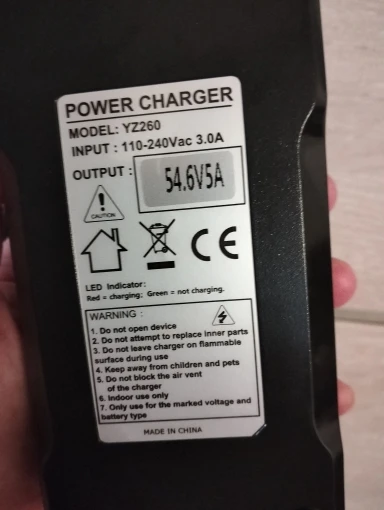 POWER CHARGER
MODEL: YZ260
INPUT : 110-240Vac 3.0A
OUTPUT :
54.6V5A
CAUTION
CE
LED Indicator:
Red = charging; Green = not charging.
WARNING :
1. Do not open device
2. Do not attempt to replace inner parts
3. Do not leave charger on flammable
surface during use
4. Keep away from children and pets
5. Do not block the air vent
of the charger
6. Indoor use only
7. Only use for the marked voltage and
battery type
MADE IN CHINA